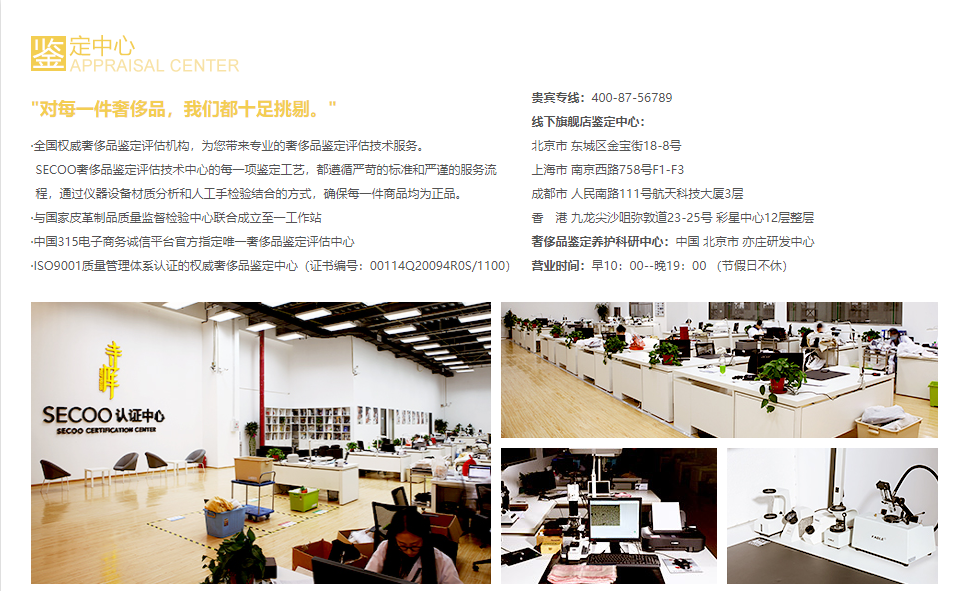 鉴定中心
APPRAISAL CENTER
"对每一件奢侈品，我们都十足挑剔。"
·全国权威奢侈品鉴定评估机构，为您带来专业的奢侈品鉴定评估技术服务。
SECOO奢侈品鉴定评估技术中心的每一项鉴定工艺，都遵循严苛的标准和严谨的服务流
程，通过仪器设备材质分析和人工手检验结合的方式，确保每一件商品均为正品。
·与国家皮革制品质量监督检验中心联合成立至一工作站
·中国315电子商务诚信平台官方指定唯一奢侈品鉴定评估中心
·ISO9001质量管理体系认证的权威奢侈品鉴定中心（证书编号：00114Q20094R0S/1100）
贵宾专线：400-87-56789
线下旗舰店鉴定中心：
北京市 东城区金宝街18-8号
上海市 南京西路758号F1-F3
成都市 人民南路111号航天科技大厦3层
香　港 九龙尖沙咀弥敦道23-25号 彩星中心12层整层
奢侈品鉴定养护科研中心：中国 北京市 亦庄研发中心
营业时间：早10：00--晚19：00 （节假日不休）
SECOO 认证中心
SECOO CERTIFICATION CENTER